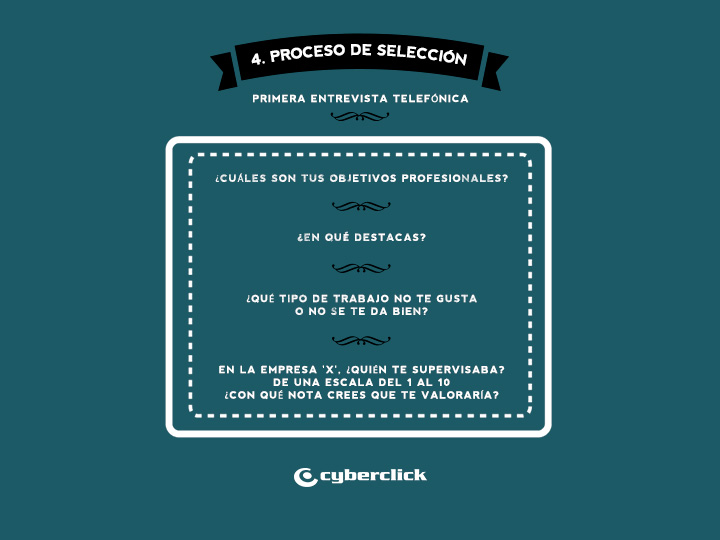 4. PROCESO DE SELECCIÓN
PRIMERA ENTREVISTA TELEFÓNICA
¿CUÁLES SON TUS OBJETIVOS PROFESIONALES?
¿EN QUÉ DESTACAS?
¿QUÉ TIPO DE TRABAJO NO TE GUSTA
O NO SE TE DA BIEN?
EN LA EMPRESA 'X', ¿QUIÉN TE SUPERVISABA?
DE UNA ESCALA DEL 1 AL 10
¿CON QUÉ NOTA CREES QUE TE VALORARÍA?
cyberclick